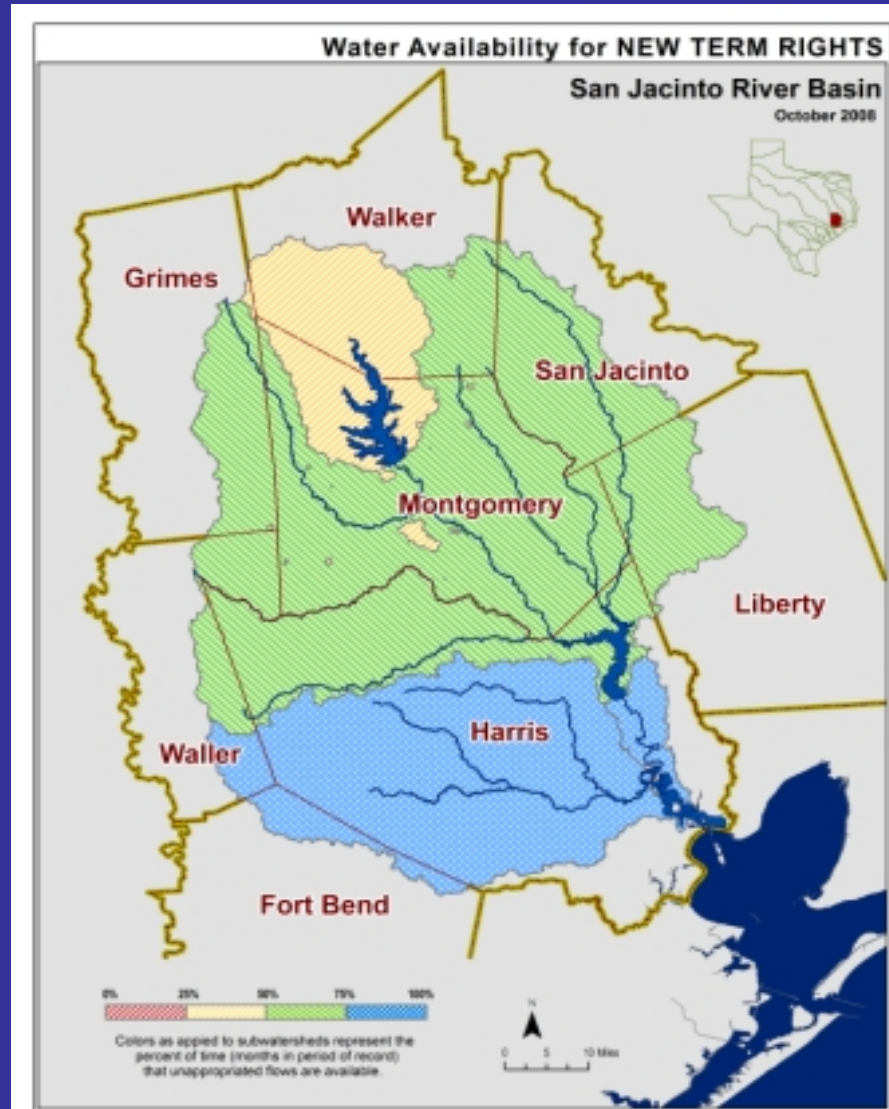 Water Availability for NEW TERM RIGHTS
San Jacinto River Basin
October 2008
Walker
Grimes
San Jacinto
Montgomery
Liberty
Harris
Waller
Fort Bend
0% 25% 50% 75% 100%
Colors as appied to subwatersheds represent the
percent of time (months in period of record)
that unappropriated flows are available.
N
0 5 10 Miles